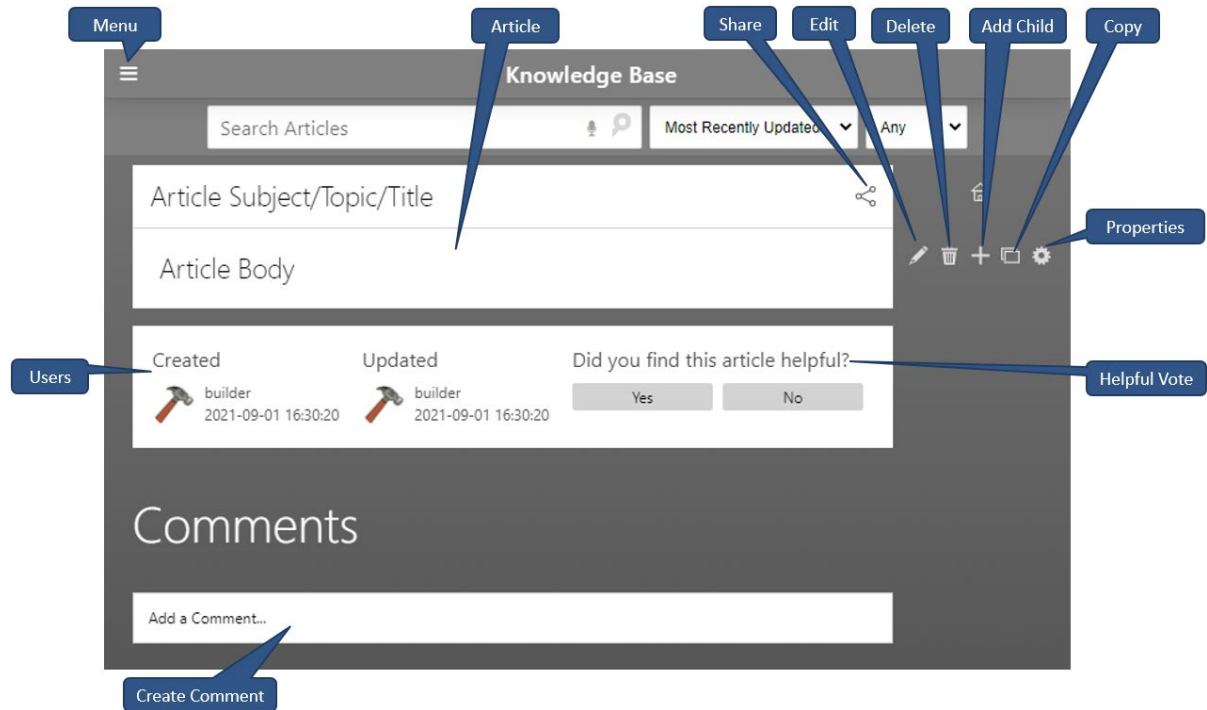 Menu
Article
Share
Edit
Delete
Add Child
Copy
Knowledge Base
Search Articles
Most Recently Updated
Any
Article Subject/Topic/Title
Properties
Article Body
Created
Updated
Did you find this article helpful?
Users
Helpful Vote
builder
2021-09-01 16:30:20
builder
2021-09-01 16:30:20
Yes
No
Comments
Add a Comment...
Create Comment